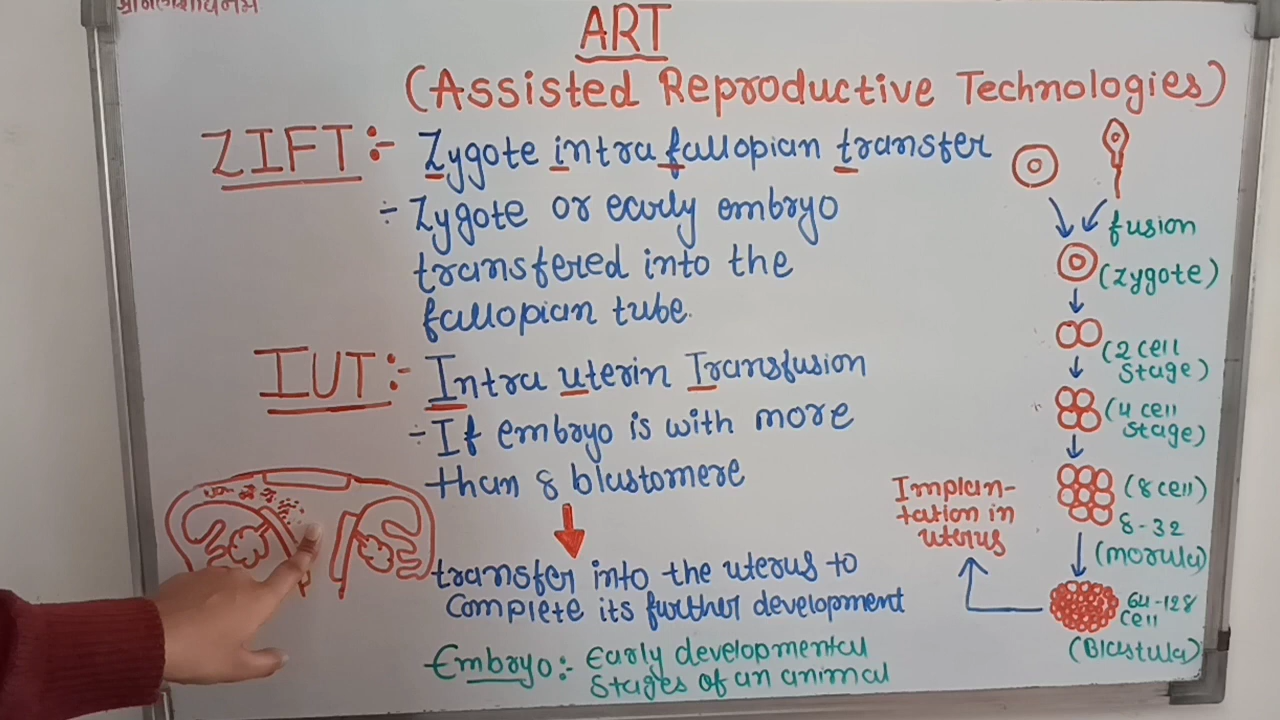 ART
(Assisted Reproductive Technologies)
ZIFT:- Zygote intra fallopian transfer
÷ Zygote or early embryo
transfered into the
fallopian tube.
IUT:- Intra uterin Transfusion
÷ If embryo is with more
than 8 blastomere
transfer into the uterus to
complete its further development
Embryo:- Early developmental
stages of an animal
fusion
(Zygote)
(2 cell
stage)
(4 cell
stage)
(8 cell)
8-32
(morula)
64-128
cell
(Blastula)
Implan-
tation in
uterus